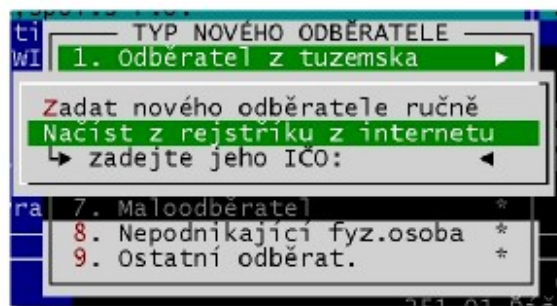 TYP NOVÉHO ODBĚRATELE
1. Odběratel z tuzemska
Zadat nového odběratele ručně
Načíst z rejstříku z internetu
zadejte jeho IČO:
7. Maloodběratel *
8. Nepodnikající fyz.osoba *
9. Ostatní odběrat. *